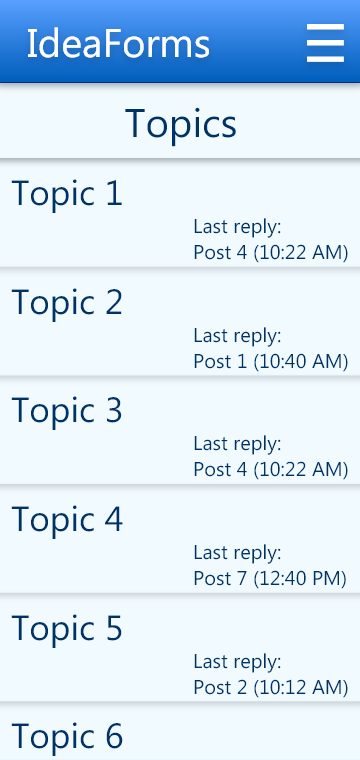 IdeaForms
Topics
Topic 1
Last reply:
Post 4 (10:22 AM)
Topic 2
Last reply:
Post 1 (10:40 AM)
Topic 3
Last reply:
Post 4 (10:22 AM)
Topic 4
Last reply:
Post 7 (12:40 PM)
Topic 5
Last reply:
Post 2 (10:12 AM)
Topic 6